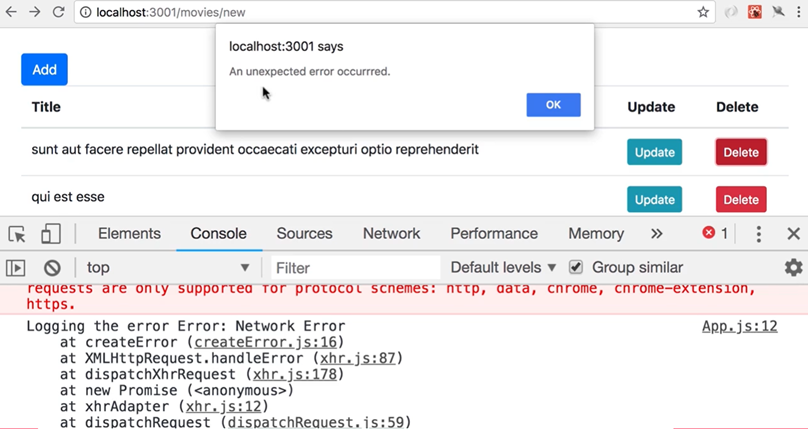 localhost:3001/movies/new
localhost:3001 says
An unexpected error occurrred.
OK
Add
Title Update Delete
sunt aut facere repellat provident occaecati excepturi optio reprehenderit Update Delete
qui est esse Update Delete
Elements Console Sources Network Performance Memory » 1
top Filter Default levels Group similar
requests are only supported for protocol schemes: http, data, chrome, chrome-extension,
https.
Logging the error Error: Network Error App.js:12
at createError (createError.js:16)
at XMLHttpRequest.handleError (xhr.js:87)
at dispatchXhrRequest (xhr.js:178)
at new Promise (<anonymous>)
at xhrAdapter (xhr.js:12)
at dispatchRequest (dispatchRequest.js:59)